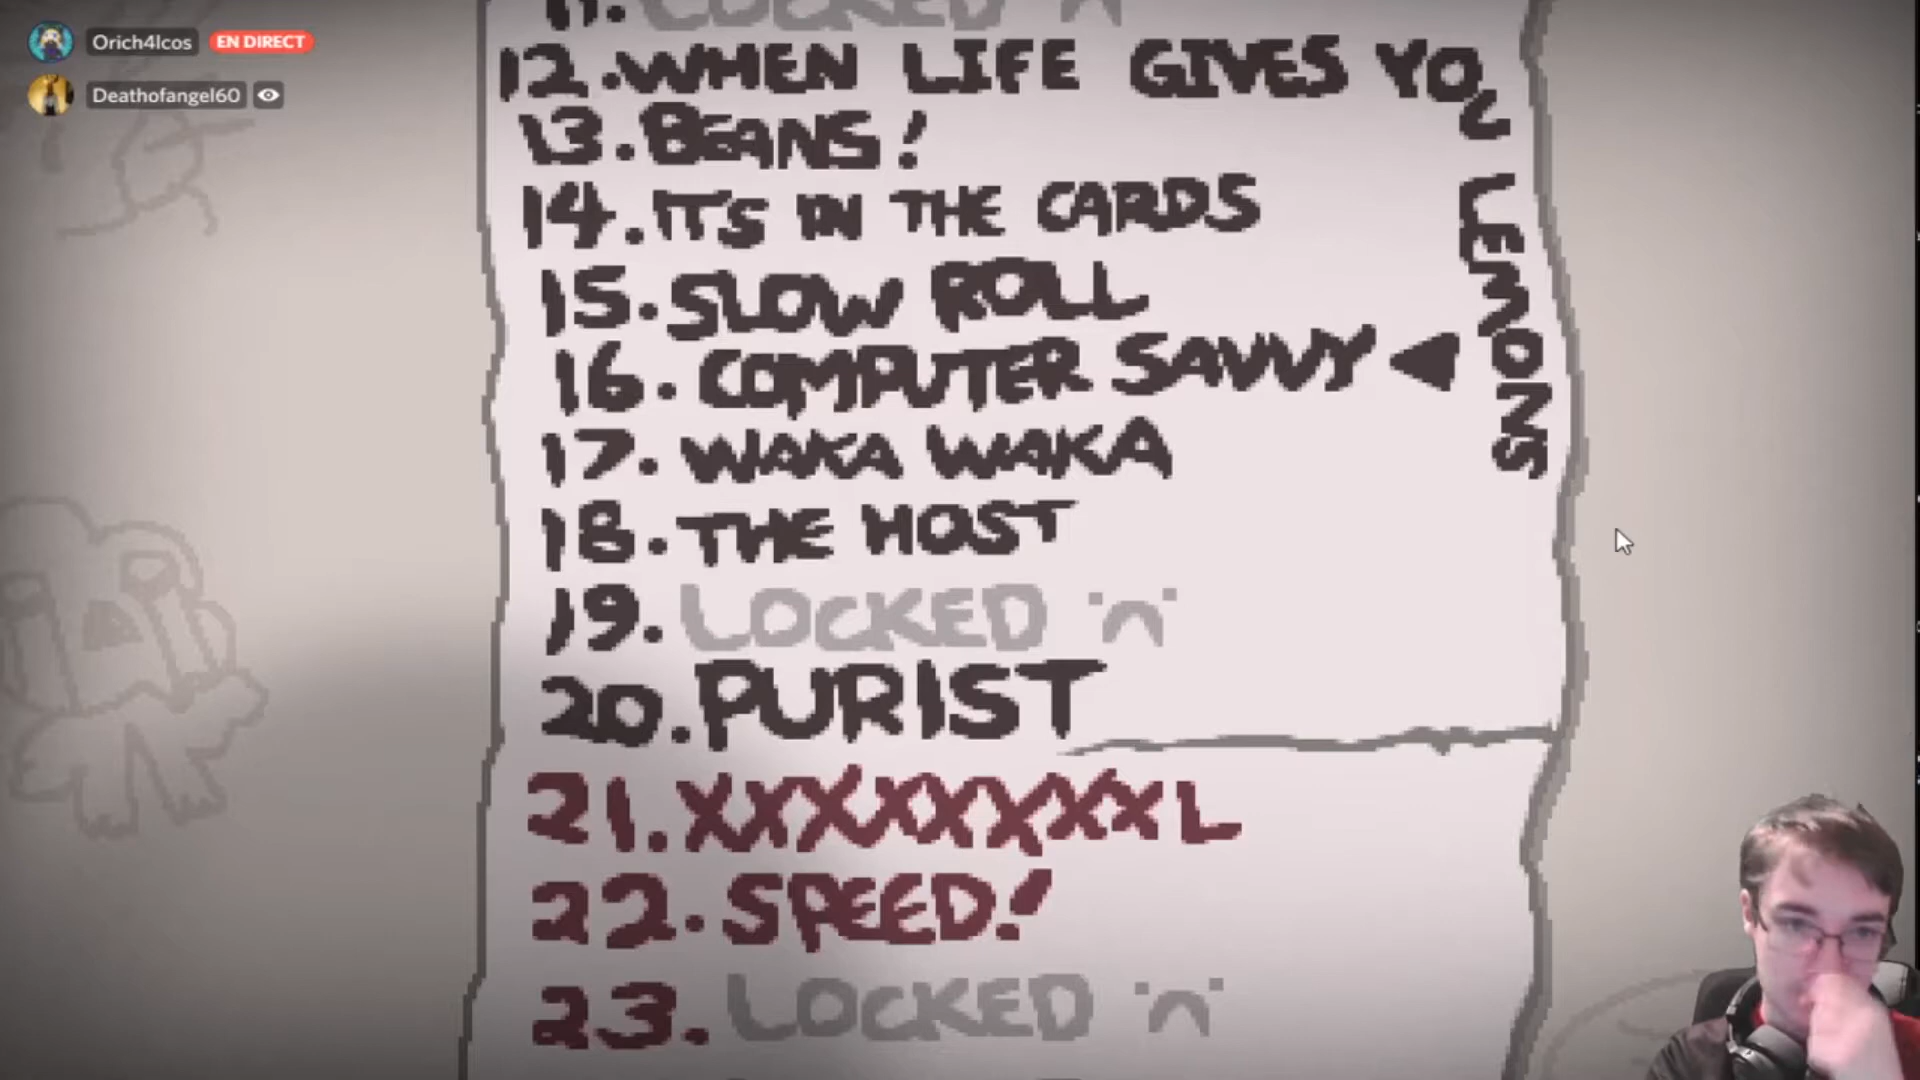 Orich4lcos EN DIRECT
Deathofangel60
11. LOCKED
12. WHEN LIFE GIVES YOU LEMONS
13. BEANS!
14. IT'S IN THE CARDS
15. SLOW ROLL
16. COMPUTER SAVVY
17. WAKA WAKA
18. THE HOST
19. LOCKED
20. PURIST
21. XXXXXXXXL
22. SPEED!
23. LOCKED